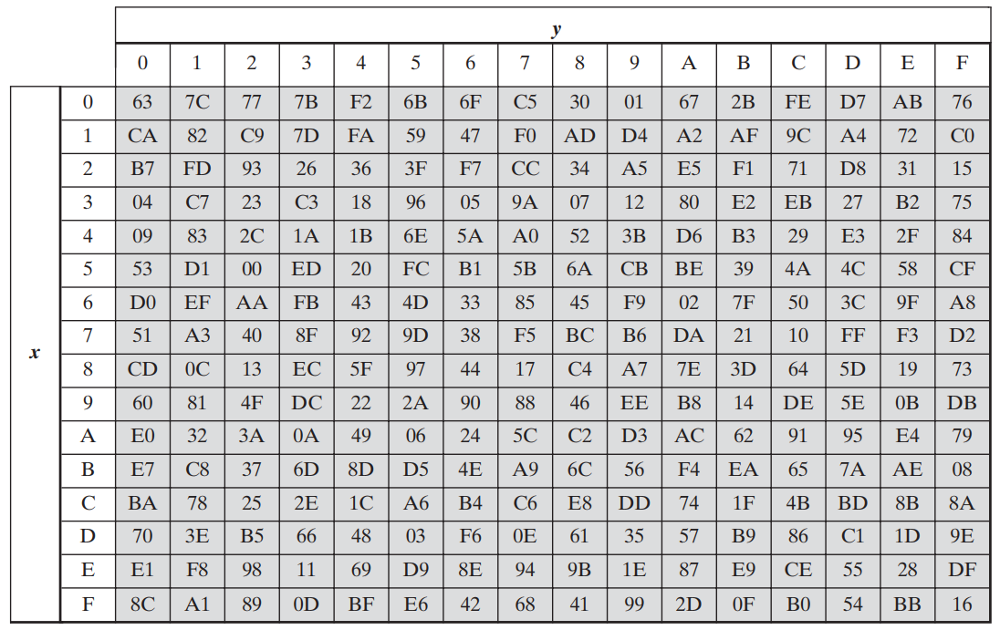 y
0 1 2 3 4 5 6 7 8 9 A B C D E F
0 63 7C 77 7B F2 6B 6F C5 30 01 67 2B FE D7 AB 76
1 CA 82 C9 7D FA 59 47 F0 AD D4 A2 AF 9C A4 72 C0
2 B7 FD 93 26 36 3F F7 CC 34 A5 E5 F1 71 D8 31 15
3 04 C7 23 C3 18 96 05 9A 07 12 80 E2 EB 27 B2 75
4 09 83 2C 1A 1B 6E 5A A0 52 3B D6 B3 29 E3 2F 84
5 53 D1 00 ED 20 FC B1 5B 6A CB BE 39 4A 4C 58 CF
6 D0 EF AA FB 43 4D 33 85 45 F9 02 7F 50 3C 9F A8
7 51 A3 40 8F 92 9D 38 F5 BC B6 DA 21 10 FF F3 D2
x
8 CD 0C 13 EC 5F 97 44 17 C4 A7 7E 3D 64 5D 19 73
9 60 81 4F DC 22 2A 90 88 46 EE B8 14 DE 5E 0B DB
A E0 32 3A 0A 49 06 24 5C C2 D3 AC 62 91 95 E4 79
B E7 C8 37 6D 8D D5 4E A9 6C 56 F4 EA 65 7A AE 08
C BA 78 25 2E 1C A6 B4 C6 E8 DD 74 1F 4B BD 8B 8A
D 70 3E B5 66 48 03 F6 0E 61 35 57 B9 86 C1 1D 9E
E E1 F8 98 11 69 D9 8E 94 9B 1E 87 E9 CE 55 28 DF
F 8C A1 89 0D BF E6 42 68 41 99 2D 0F B0 54 BB 16